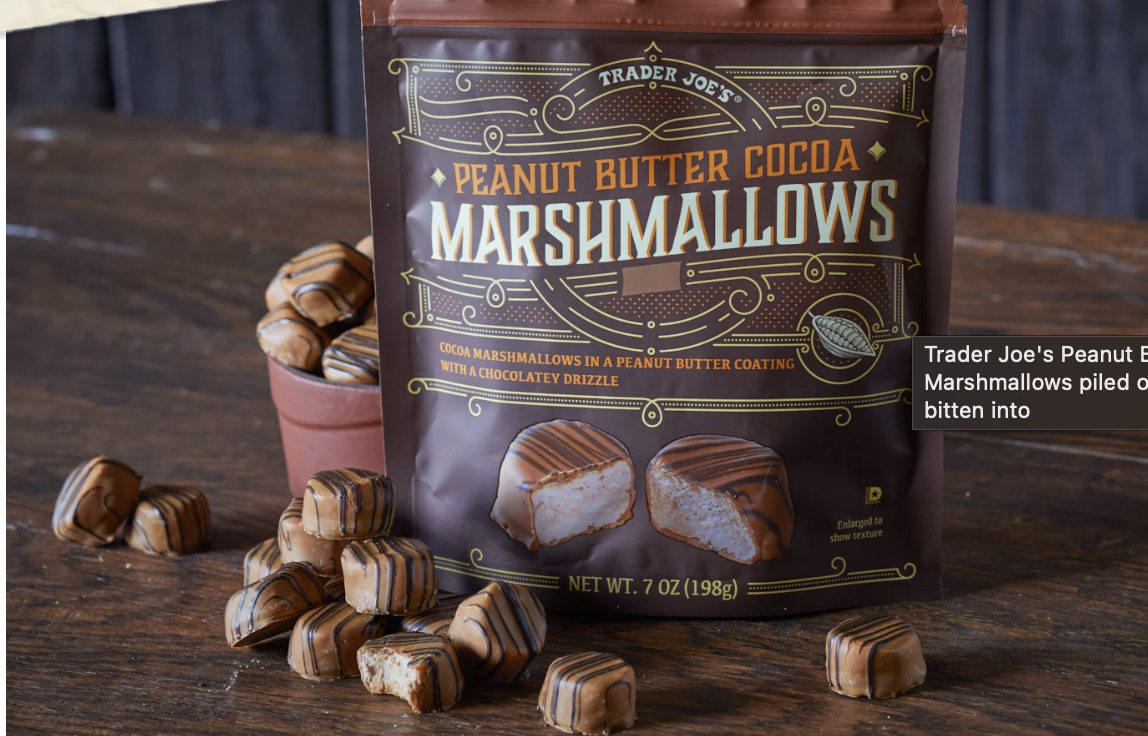 TRADER JOE'S®
PEANUT BUTTER COCOA
MARSHMALLOWS
COCOA MARSHMALLOWS IN A PEANUT BUTTER COATING
WITH A CHOCOLATEY DRIZZLE
Trader Joe's Peanut
Marshmallows piled
bitten into
D
Enlarged to
show texture
NET WT. 7 OZ (198g)